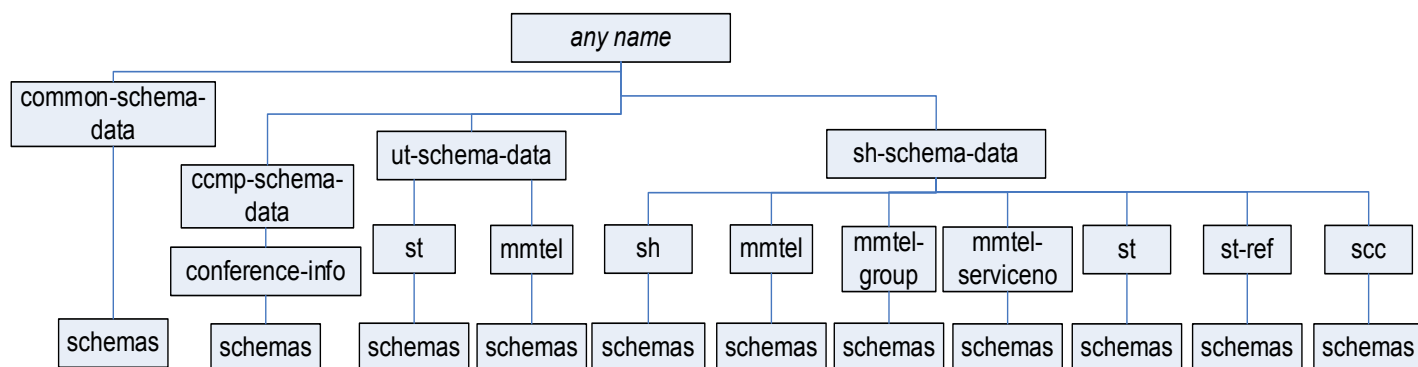 any name
common-schema-
data
ut-schema-data
sh-schema-data
ccmp-schema-
data
st
mmtel
sh
mmtel
mmtel-
group
mmtel-
serviceno
st
st-ref
scc
conference-info
schemas
schemas
schemas
schemas
schemas
schemas
schemas
schemas
schemas
schemas
schemas